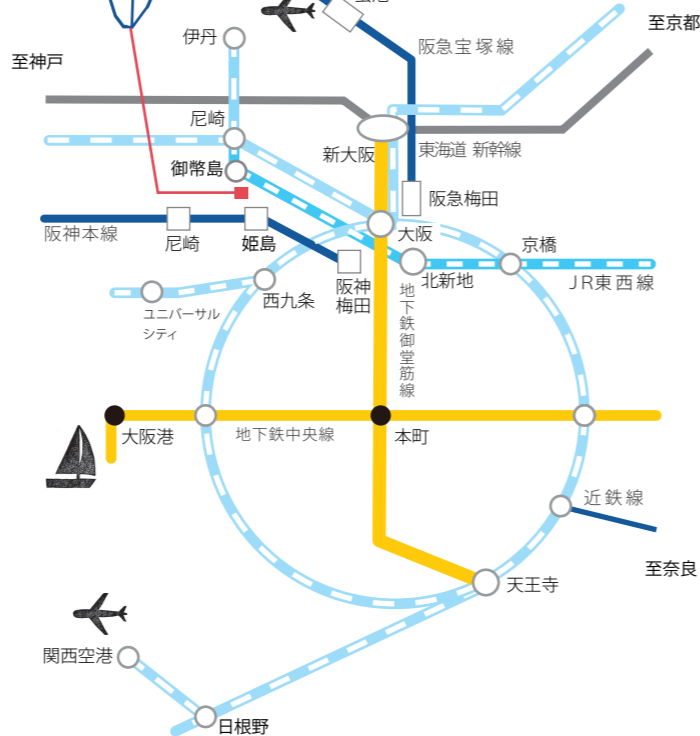 伊丹
阪急宝塚線
至京都
至神戸
尼崎
新大阪
東海道 新幹線
御幣島
阪急梅田
阪神本線
尼崎
姫島
大阪
京橋
北新地
JR東西線
阪神
梅田
西九条
ユニバーサル
シティ
地下鉄御堂筋線
大阪港
地下鉄中央線
本町
近鉄線
至奈良
天王寺
関西空港
日根野